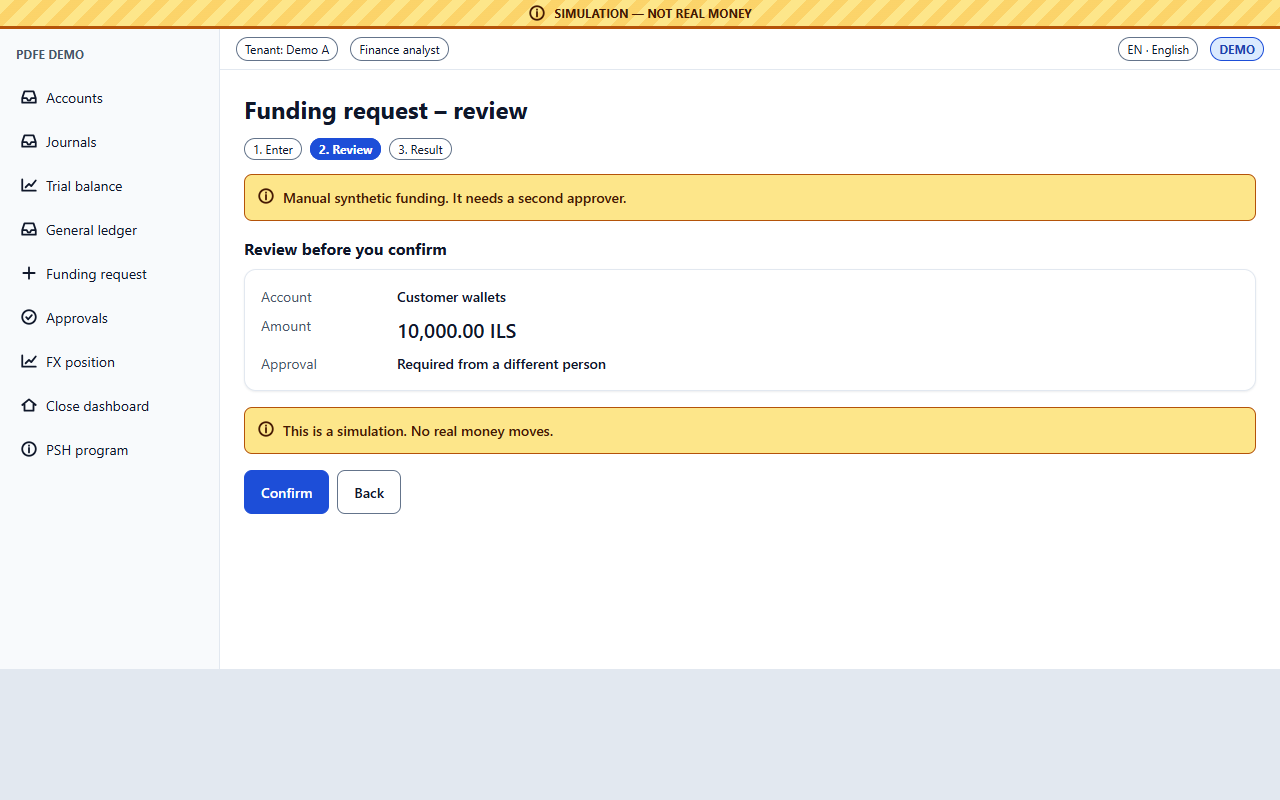 SIMULATION — NOT REAL MONEY
PDFE DEMO
Tenant: Demo A
Finance analyst
EN · English
DEMO
Accounts
Journals
Trial balance
General ledger
Funding request
Approvals
FX position
Close dashboard
PSH program
Funding request – review
1. Enter
2. Review
3. Result
Manual synthetic funding. It needs a second approver.
Review before you confirm
Account Customer wallets
Amount 10,000.00 ILS
Approval Required from a different person
This is a simulation. No real money moves.
Confirm
Back